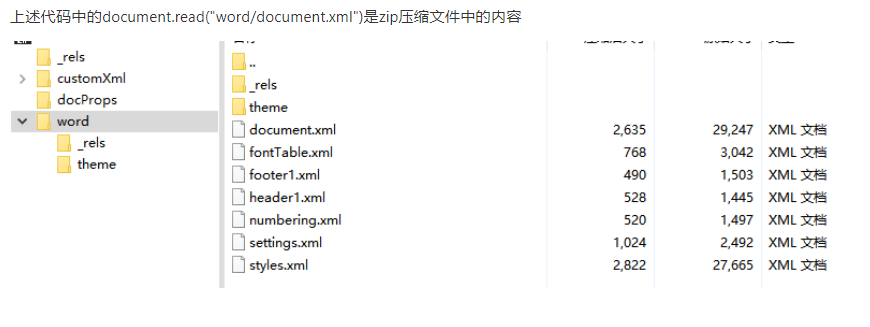 上述代码中的document.read("word/document.xml")是zip压缩文件中的内容
_rels
customXml
docProps
word
_rels
theme
..
_rels
theme
document.xml 2,635 29,247 XML 文档
fontTable.xml 768 3,042 XML 文档
footer1.xml 490 1,503 XML 文档
header1.xml 528 1,445 XML 文档
numbering.xml 520 1,497 XML 文档
settings.xml 1,024 2,492 XML 文档
styles.xml 2,822 27,665 XML 文档